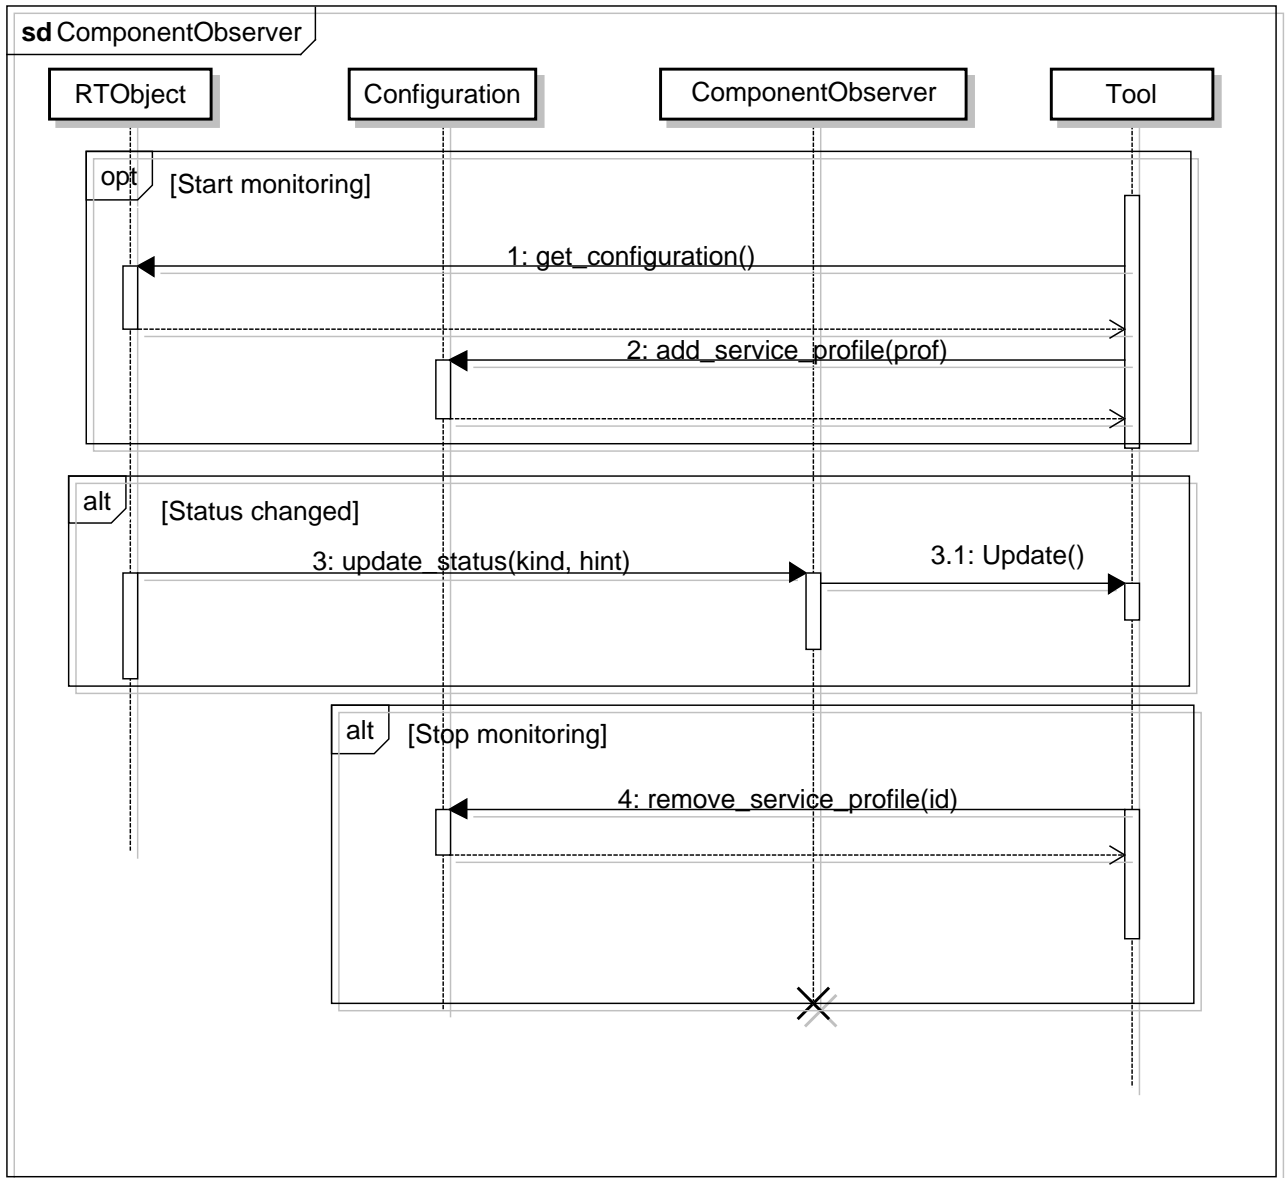 sd ComponentObserver
RTObject
Configuration
ComponentObserver
Tool
opt
[Start monitoring]
1: get_configuration()
2: add_service_profile(prof)
alt
[Status changed]
3: update_status(kind, hint)
3.1: Update()
alt
[Stop monitoring]
4: remove_service_profile(id)